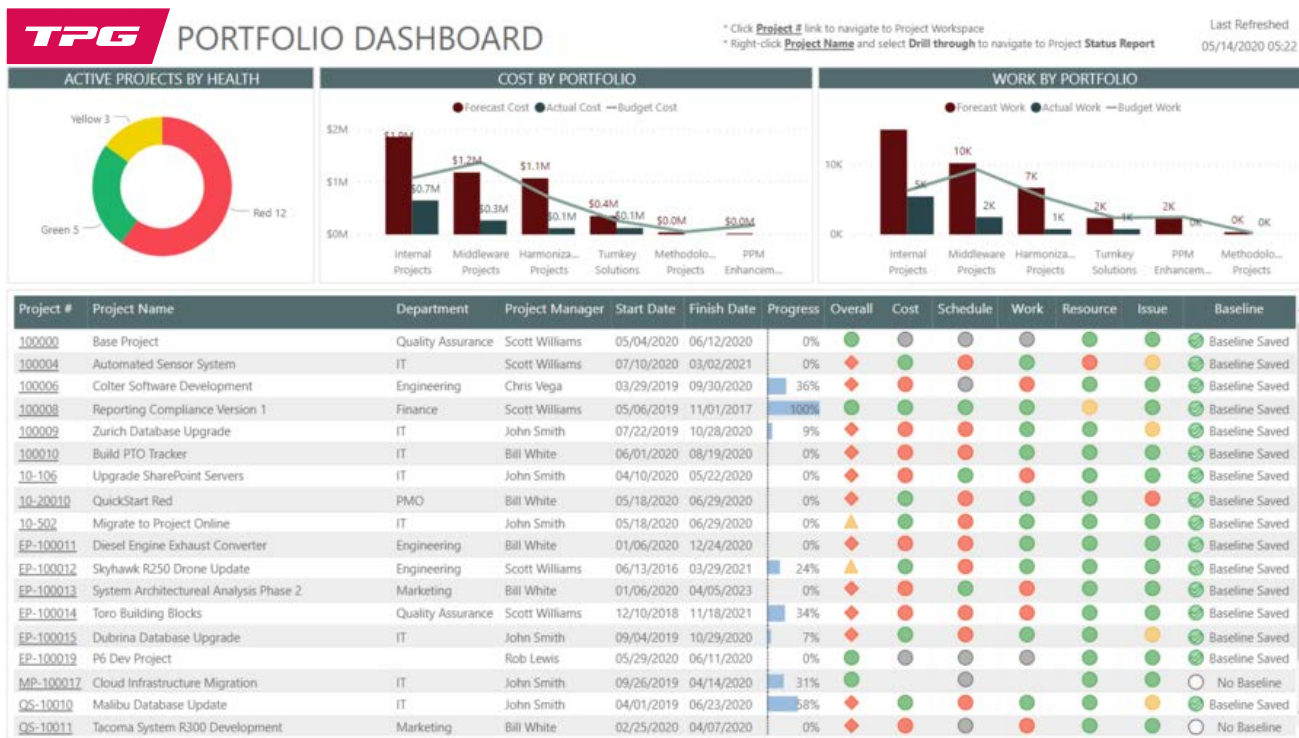 TPG PORTFOLIO DASHBOARD
* Click Project # link to navigate to Project Workspace
* Right-click Project Name and select Drill through to navigate to Project Status Report
Last Refreshed
05/14/2020 05:22
ACTIVE PROJECTS BY HEALTH
Yellow 3
Red 12
Green 5
COST BY PORTFOLIO
Forecast Cost Actual Cost Budget Cost
$2M
$1M
$0M
$1.9M $0.7M $1.2M $0.3M $1.1M $0.1M $0.4M $0.1M $0.0M $0.0M
Internal Middleware Harmoniza... Turnkey Methodolo... PPM
Projects Projects Projects Solutions Projects Enhancem...
WORK BY PORTFOLIO
Forecast Work Actual Work Budget Work
10K
0K
5K 10K 2K 7K 1K 2K 1K 2K 0K 0K 0K
Internal Middleware Harmoniza... Turnkey PPM Methodolo...
Projects Projects Projects Solutions Enhancem... Projects
Project # Project Name Department Project Manager Start Date Finish Date Progress Overall Cost Schedule Work Resource Issue Baseline
100000 Base Project Quality Assurance Scott Williams 05/04/2020 06/12/2020 0% Baseline Saved
100004 Automated Sensor System IT Scott Williams 07/10/2020 03/02/2021 0% Baseline Saved
100006 Colter Software Development Engineering Chris Vega 03/29/2019 09/30/2020 36% Baseline Saved
100008 Reporting Compliance Version 1 Finance Scott Williams 05/06/2019 11/01/2017 100% Baseline Saved
100009 Zurich Database Upgrade IT John Smith 07/22/2019 10/28/2020 9% Baseline Saved
100010 Build PTO Tracker IT Bill White 06/01/2020 08/19/2020 0% Baseline Saved
10-106 Upgrade SharePoint Servers IT John Smith 04/10/2020 05/22/2020 0% Baseline Saved
10-20010 QuickStart Red PMO Bill White 05/18/2020 06/29/2020 0% Baseline Saved
10-502 Migrate to Project Online IT John Smith 05/18/2020 06/29/2020 0% Baseline Saved
EP-100011 Diesel Engine Exhaust Converter Engineering Bill White 01/06/2020 12/24/2020 0% Baseline Saved
EP-100012 Skyhawk R250 Drone Update Engineering Scott Williams 06/13/2016 03/29/2021 24% Baseline Saved
EP-100013 System Architectureal Analysis Phase 2 Marketing Bill White 01/06/2020 04/05/2023 0% Baseline Saved
EP-100014 Toro Building Blocks Quality Assurance Scott Williams 12/10/2018 11/18/2021 34% Baseline Saved
EP-100015 Dubrina Database Upgrade IT John Smith 09/04/2019 10/29/2020 7% Baseline Saved
EP-100019 P6 Dev Project Rob Lewis 05/29/2020 06/11/2020 0% Baseline Saved
MP-100017 Cloud Infrastructure Migration IT John Smith 09/26/2019 04/14/2020 31% No Baseline
QS-10010 Malibu Database Update IT John Smith 04/01/2019 06/23/2020 58% Baseline Saved
QS-10011 Tacoma System R300 Development Marketing Bill White 02/25/2020 04/07/2020 0% No Baseline